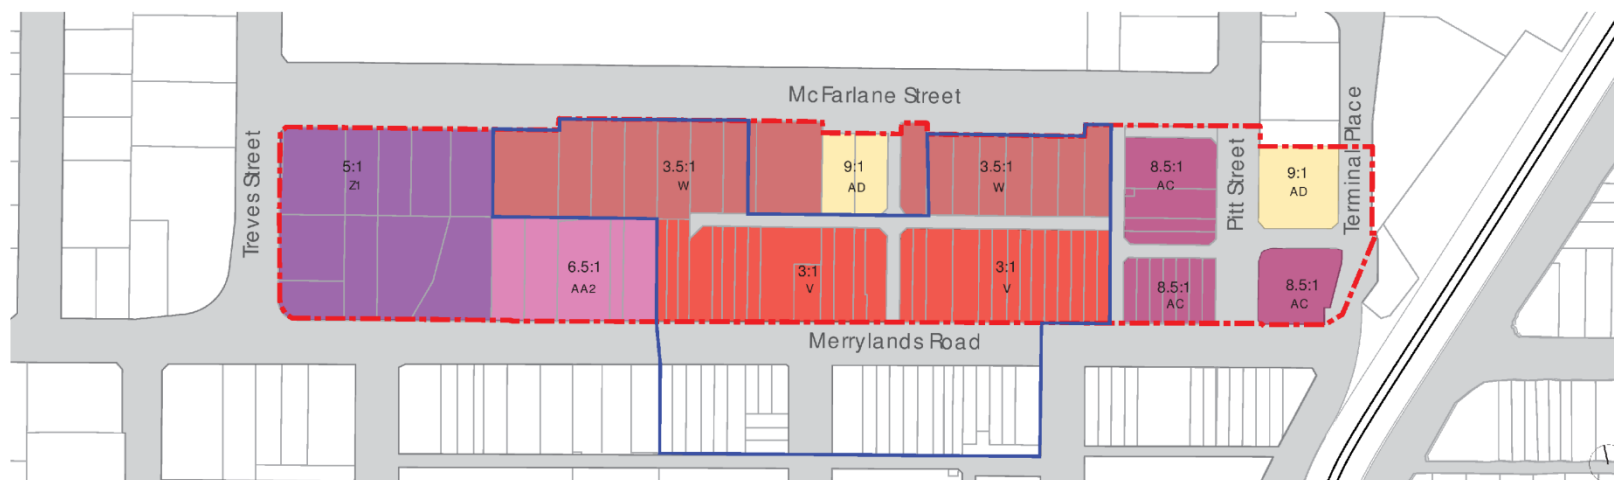 McFarlane Street
Treves Street
5:1
Z1
3.5:1
W
9:1
AD
3.5:1
W
8.5:1
AC
Pitt Street
9:1
AD
Terminal Place
6.5:1
AA2
3:1
V
3:1
V
8.5:1
AC
8.5:1
AC
Merrylands Road